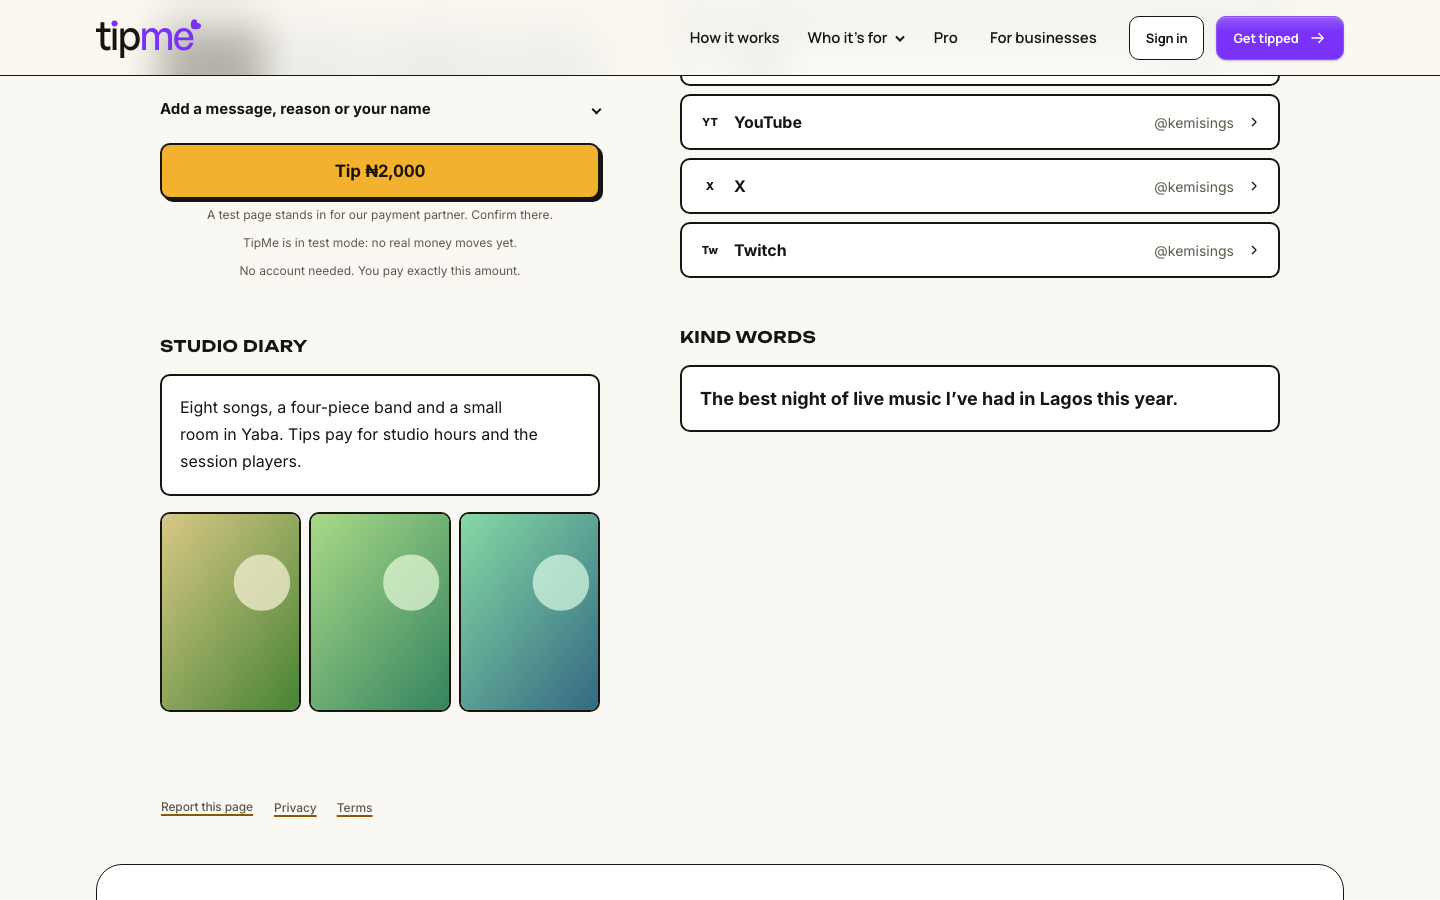 tipme
How it works
Who it's for
Pro
For businesses
Sign in
Get tipped
Add a message, reason or your name
Tip ₦2,000
A test page stands in for our payment partner. Confirm there.
TipMe is in test mode: no real money moves yet.
No account needed. You pay exactly this amount.
STUDIO DIARY
Eight songs, a four-piece band and a small
room in Yaba. Tips pay for studio hours and the
session players.
YT YouTube @kemisings
X X @kemisings
Tw Twitch @kemisings
KIND WORDS
The best night of live music I’ve had in Lagos this year.
Report this page
Privacy
Terms